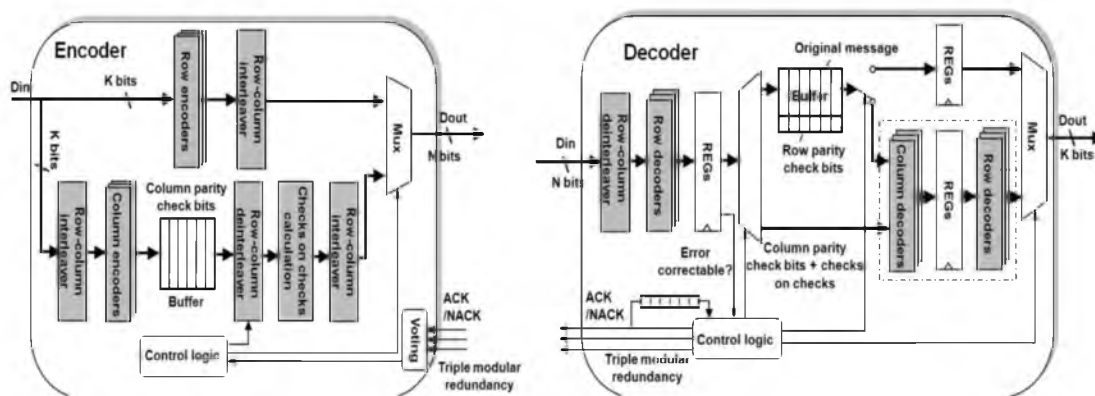 Encoder
Din
K bits
Row encoders
Row-column
interleaver
Mux
Dout
N bits
K bits
Row-column
interleaver
Column encoders
Column parity
check bits
Buffer
Row-column
deinterleaver
Checks on checks
calculation
Row-column
interleaver
Control logic
Voting
ACK
/NACK
Triple modular
redundancy
Decoder
Din
N bits
Row-column
deinterleaver
Row decoders
REGs
Original message
Buffer
Row parity
check bits
REGs
Mux
Dout
K bits
Column decoders
REGs
Row decoders
Error
correctable?
Column parity
check bits + checks
on checks
ACK
/NACK
Control logic
Triple modular
redundancy